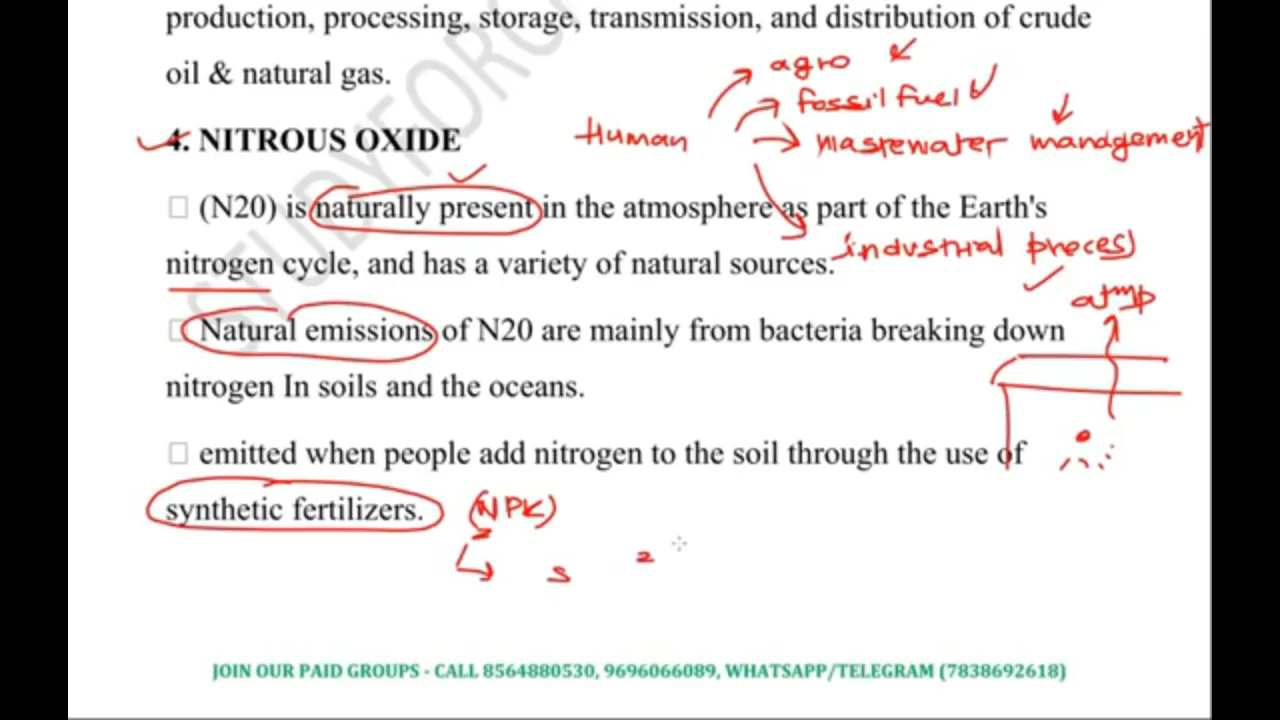 production, processing, storage, transmission, and distribution of crude
oil & natural gas.
agro
fossil fuel
4. NITROUS OXIDE
Human
wastewater management
(N20) is naturally present in the atmosphere as part of the Earth's
industrial process
nitrogen cycle, and has a variety of natural sources.
atmp
Natural emissions of N20 are mainly from bacteria breaking down
nitrogen In soils and the oceans.
emitted when people add nitrogen to the soil through the use of
synthetic fertilizers. (NPK)
s 2
JOIN OUR PAID GROUPS - CALL 8564880530, 9696066089, WHATSAPP/TELEGRAM (7838692618)